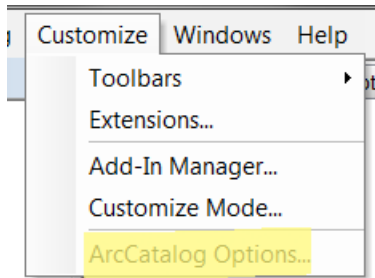 Customize Windows Help
Toolbars
Extensions...
Add-In Manager...
Customize Mode...
ArcCatalog Options...